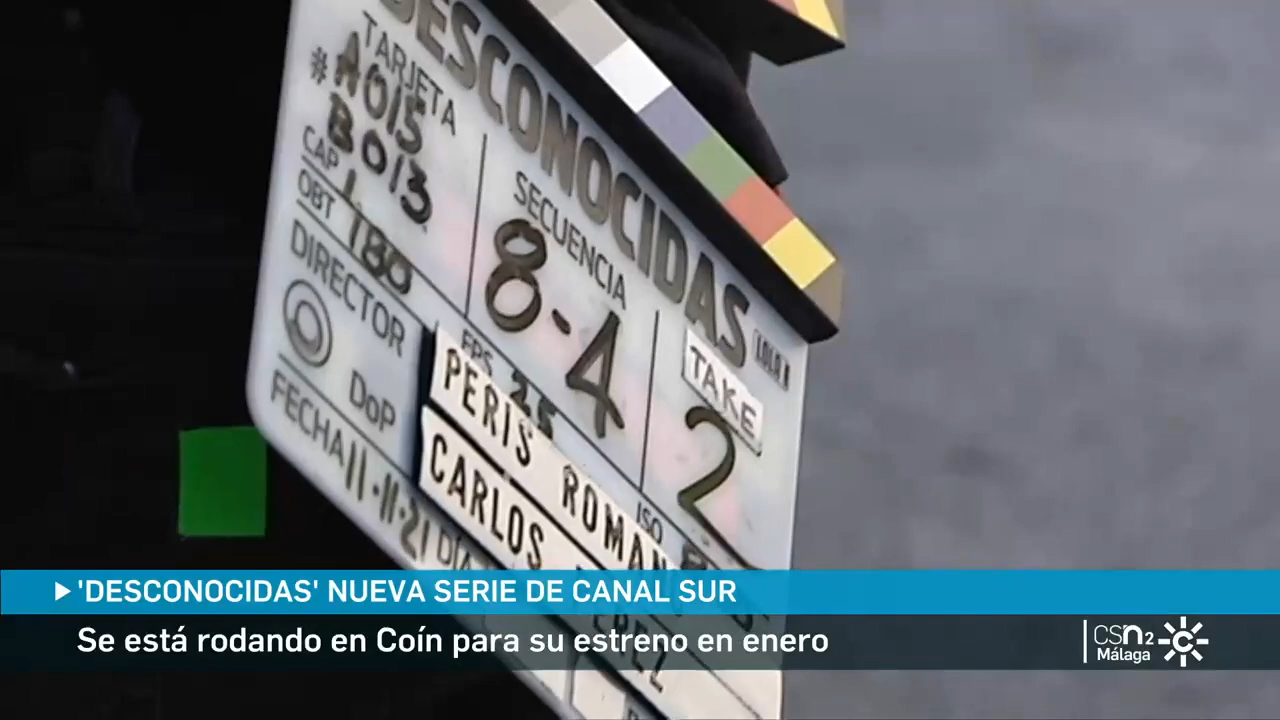 DESCONOCIDAS
TARJETA
# A015
B013
CAP 1
OBT 180
SECUENCIA
8-4
TAKE
2
DIRECTOR
DoP
FPS 25
PERIS ROMAN
CARLOS
ISO
FECHA 11-11-21 DÍA
'DESCONOCIDAS' NUEVA SERIE DE CANAL SUR
Se está rodando en Coín para su estreno en enero
CSn2
Málaga